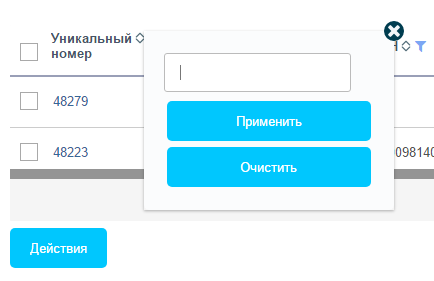 Уникальный
номер
48279
48223
098140
Применить
Очистить
Действия